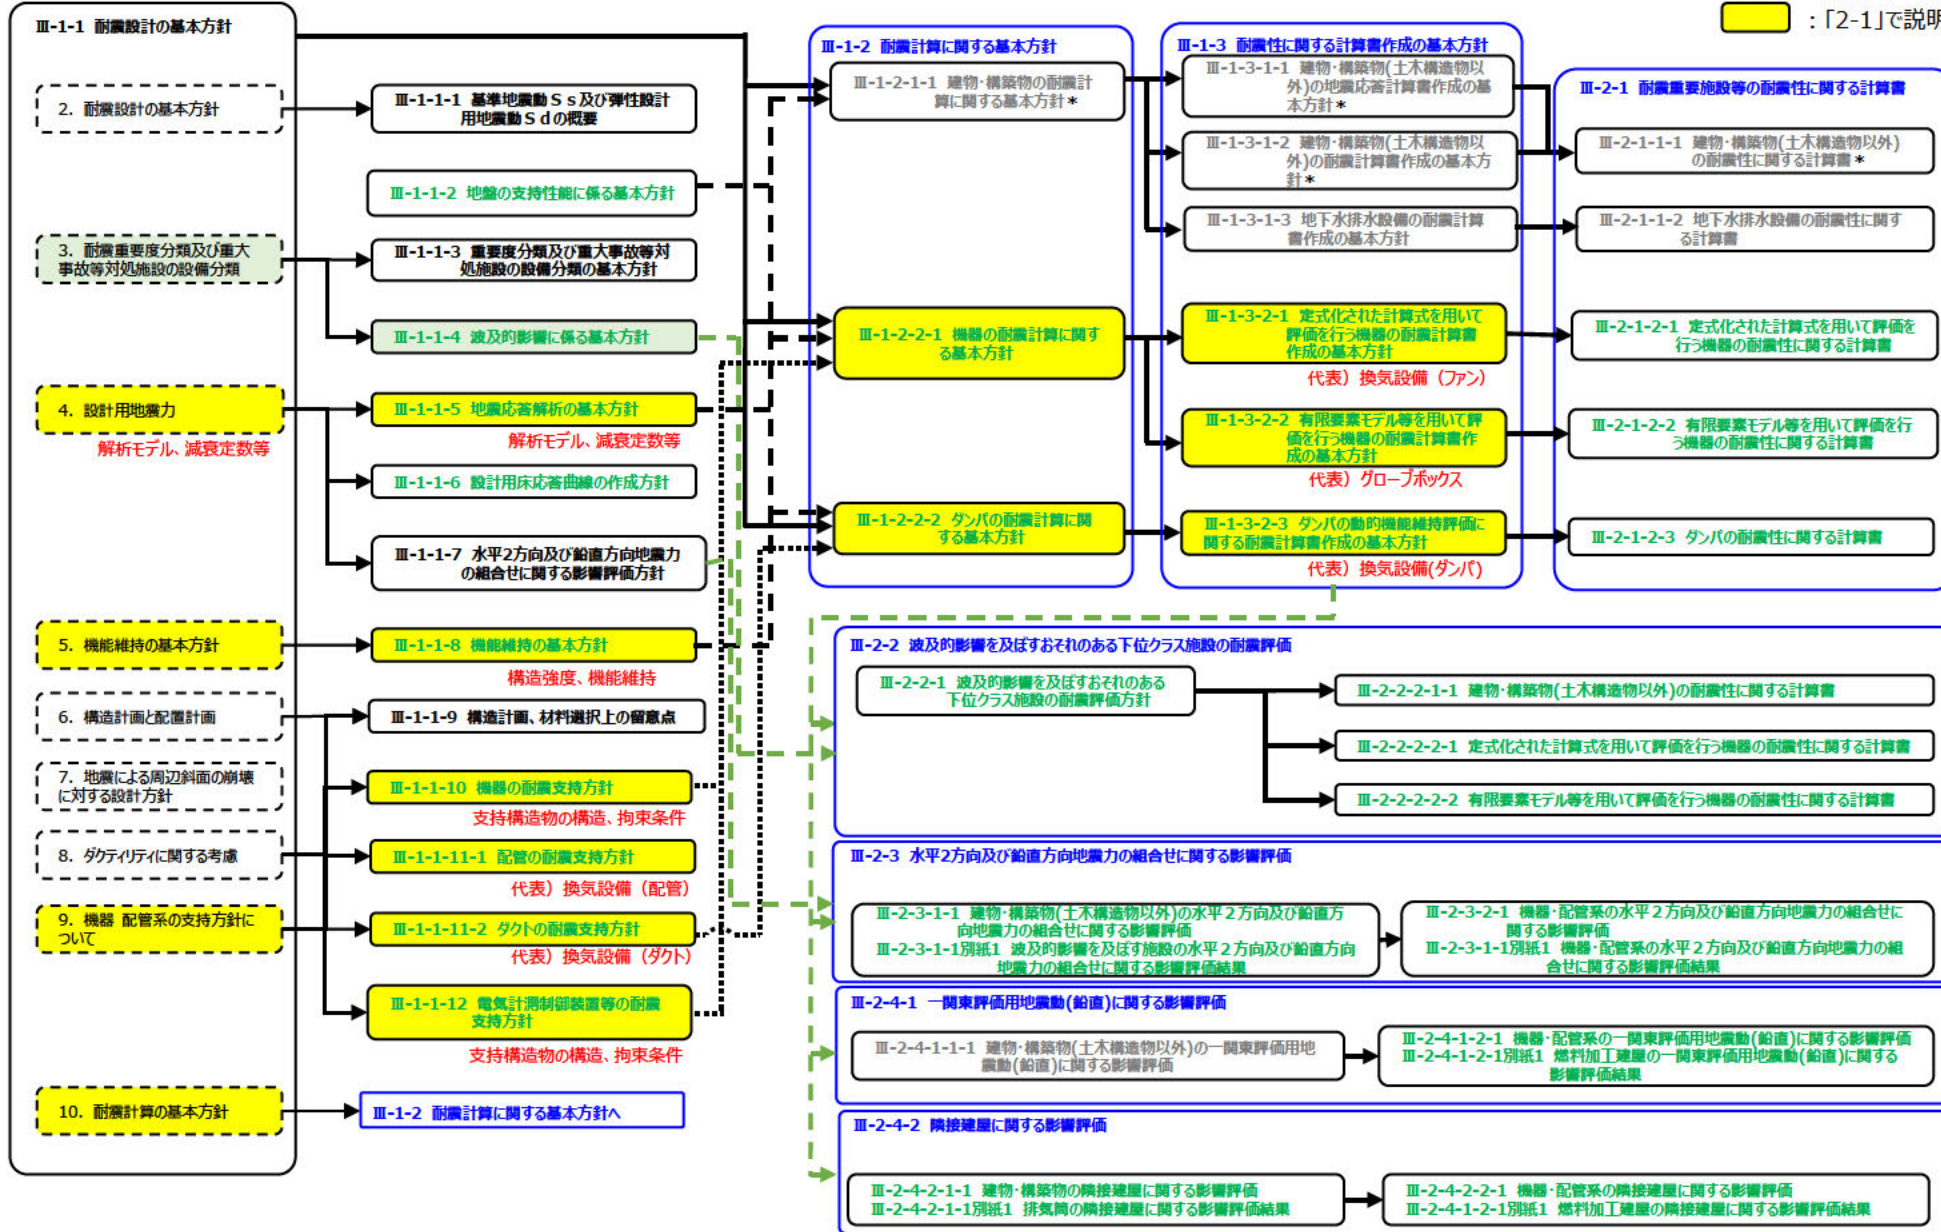 Ⅲ-1-1 耐震設計の基本方針
2. 耐震設計の基本方針
3. 耐震重要度分類及び重大
事故等対処施設の設備分類
4. 設計用地震力
解析モデル、減衰定数等
5. 機能維持の基本方針
6. 構造計画と配置計画
7. 地震による周辺斜面の崩壊
に対する設計方針
8. ダクティリティに関する考慮
9. 機器 配管系の支持方針に
ついて
10. 耐震計算の基本方針
Ⅲ-1-1-1 基準地震動Ss及び弾性設計
用地震動Sdの概要
Ⅲ-1-1-2 地盤の支持性能に係る基本方針
Ⅲ-1-1-3 重要度分類及び重大事故等対
処施設の設備分類の基本方針
Ⅲ-1-1-4 波及的影響に係る基本方針
Ⅲ-1-1-5 地震応答解析の基本方針
解析モデル、減衰定数等
Ⅲ-1-1-6 設計用床応答曲線の作成方針
Ⅲ-1-1-7 水平2方向及び鉛直方向地震力
の組合せに関する影響評価方針
Ⅲ-1-1-8 機能維持の基本方針
構造強度、機能維持
Ⅲ-1-1-9 構造計画、材料選択上の留意点
Ⅲ-1-1-10 機器の耐震支持方針
支持構造物の構造、拘束条件
Ⅲ-1-1-11-1 配管の耐震支持方針
代表）換気設備（配管）
Ⅲ-1-1-11-2 ダクトの耐震支持方針
代表）換気設備（ダクト）
Ⅲ-1-1-12 電気計測制御装置等の耐震
支持方針
支持構造物の構造、拘束条件
Ⅲ-1-2 耐震計算に関する基本方針へ
Ⅲ-1-2 耐震計算に関する基本方針
Ⅲ-1-2-1-1 建物・構築物の耐震計
算に関する基本方針＊
Ⅲ-1-2-2-1 機器の耐震計算に関す
る基本方針
Ⅲ-1-2-2-2 ダンパの耐震計算に関
する基本方針
Ⅲ-1-3 耐震性に関する計算書作成の基本方針
Ⅲ-1-3-1-1 建物・構築物(土木構造物以
外)の地震応答計算書作成の基
本方針＊
Ⅲ-1-3-1-2 建物・構築物(土木構造物以
外)の耐震計算書作成の基本方
針＊
Ⅲ-1-3-1-3 地下水排水設備の耐震計算
書作成の基本方針
Ⅲ-1-3-2-1 定式化された計算式を用いて
評価を行う機器の耐震計算書
作成の基本方針
代表）換気設備（ファン）
Ⅲ-1-3-2-2 有限要素モデル等を用いて評
価を行う機器の耐震計算書作
成の基本方針
代表）グローブボックス
Ⅲ-1-3-2-3 ダンパの動的機能維持評価に
関する耐震計算書作成の基本方針
代表）換気設備(ダンパ)
：「2-1」で説明
Ⅲ-2-1 耐震重要施設等の耐震性に関する計算書
Ⅲ-2-1-1-1 建物・構築物(土木構造物以外)
の耐震性に関する計算書＊
Ⅲ-2-1-1-2 地下水排水設備の耐震性に関す
る計算書
Ⅲ-2-1-2-1 定式化された計算式を用いて評価を
行う機器の耐震性に関する計算書
Ⅲ-2-1-2-2 有限要素モデル等を用いて評価を行
う機器の耐震性に関する計算書
Ⅲ-2-1-2-3 ダンパの耐震性に関する計算書
Ⅲ-2-2 波及的影響を及ぼすおそれのある下位クラス施設の耐震評価
Ⅲ-2-2-1 波及的影響を及ぼすおそれのある
下位クラス施設の耐震評価方針
Ⅲ-2-2-2-1-1 建物・構築物(土木構造物以外)の耐震性に関する計算書
Ⅲ-2-2-2-2-1 定式化された計算式を用いて評価を行う機器の耐震性に関する計算書
Ⅲ-2-2-2-2-2 有限要素モデル等を用いて評価を行う機器の耐震性に関する計算書
Ⅲ-2-3 水平2方向及び鉛直方向地震力の組合せに関する影響評価
Ⅲ-2-3-1-1 建物・構築物(土木構造物以外)の水平２方向及び鉛直方
向地震力の組合せに関する影響評価
Ⅲ-2-3-1-1別紙1 波及的影響を及ぼす施設の水平２方向及び鉛直方向
地震力の組合せに関する影響評価結果
Ⅲ-2-3-2-1 機器・配管系の水平２方向及び鉛直方向地震力の組合せに
関する影響評価
Ⅲ-2-3-1-1別紙1 機器・配管系の水平２方向及び鉛直方向地震力の組
合せに関する影響評価結果
Ⅲ-2-4-1 一関東評価用地震動(鉛直)に関する影響評価
Ⅲ-2-4-1-1-1 建物・構築物(土木構造物以外)の一関東評価用地
震動(鉛直)に関する影響評価
Ⅲ-2-4-1-2-1 機器・配管系の一関東評価用地震動(鉛直)に関する影響評価
Ⅲ-2-4-1-2-1別紙1 燃料加工建屋の一関東評価用地震動(鉛直)に関する
影響評価結果
Ⅲ-2-4-2 隣接建屋に関する影響評価
Ⅲ-2-4-2-1-1 建物・構築物の隣接建屋に関する影響評価
Ⅲ-2-4-2-1-1別紙1 排気筒の隣接建屋に関する影響評価結果
Ⅲ-2-4-2-2-1 機器・配管系の隣接建屋に関する影響評価
Ⅲ-2-4-1-2-1別紙1 燃料加工建屋の隣接建屋に関する影響評価結果